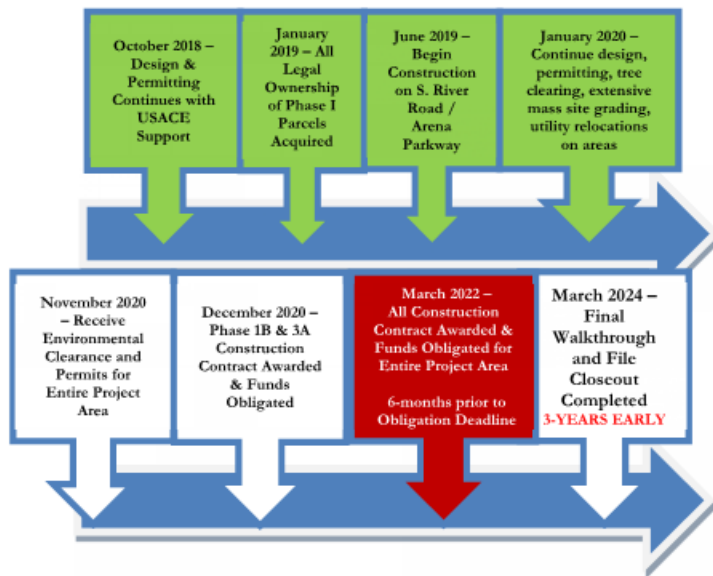 October 2018 –
Design &
Permitting
Continues with
USACE
Support
January
2019 – All
Legal
Ownership
of Phase I
Parcels
Acquired
June 2019 –
Begin
Construction
on S. River
Road /
Arena
Parkway
January 2020 –
Continue design,
permitting, tree
clearing, extensive
mass site grading,
utility relocations
on areas
November 2020
– Receive
Environmental
Clearance and
Permits for
Entire Project
Area
December 2020 –
Phase 1B & 3A
Construction
Contract Awarded
& Funds
Obligated
March 2022 –
All Construction
Contract Awarded &
Funds Obligated for
Entire Project Area
6-months prior to
Obligation Deadline
March 2024 –
Final
Walkthrough
and File
Closeout
Completed
3-YEARS EARLY